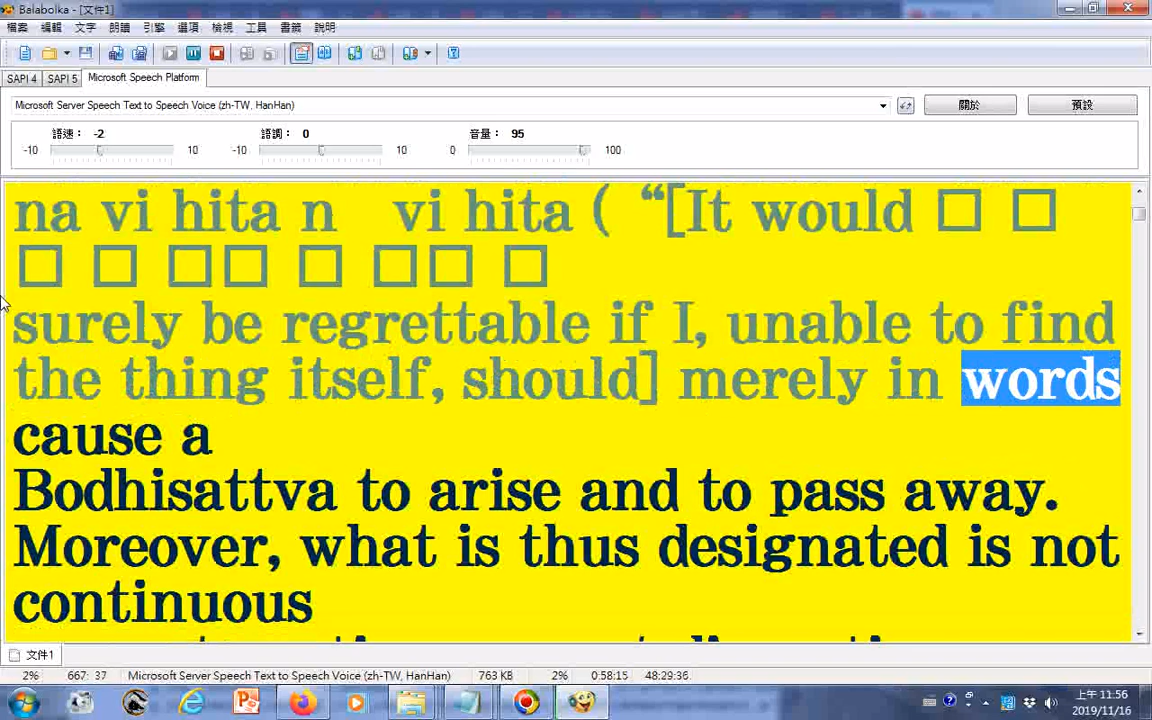 Balabolka - [文件1]
檔案 編輯 文字 朗讀 引擎 選項 檢視 工具 書籤 說明
SAPI 4 SAPI 5 Microsoft Speech Platform
Microsoft Server Speech Text to Speech Voice (zh-TW, HanHan) 關於 預設
語速： -2 語調： 0 音量： 95
-10 10 -10 10 0 100
na vi hita n vi hita ( “[It would □ □
□ □ □□ □ □□ □
surely be regrettable if I, unable to find
the thing itself, should] merely in words
cause a
Bodhisattva to arise and to pass away.
Moreover, what is thus designated is not
continuous
文件1
2% 667: 37 Microsoft Server Speech Text to Speech Voice (zh-TW, HanHan) 763 KB 2% 0:58:15 48:29:36
上午 11:56
2019/11/16